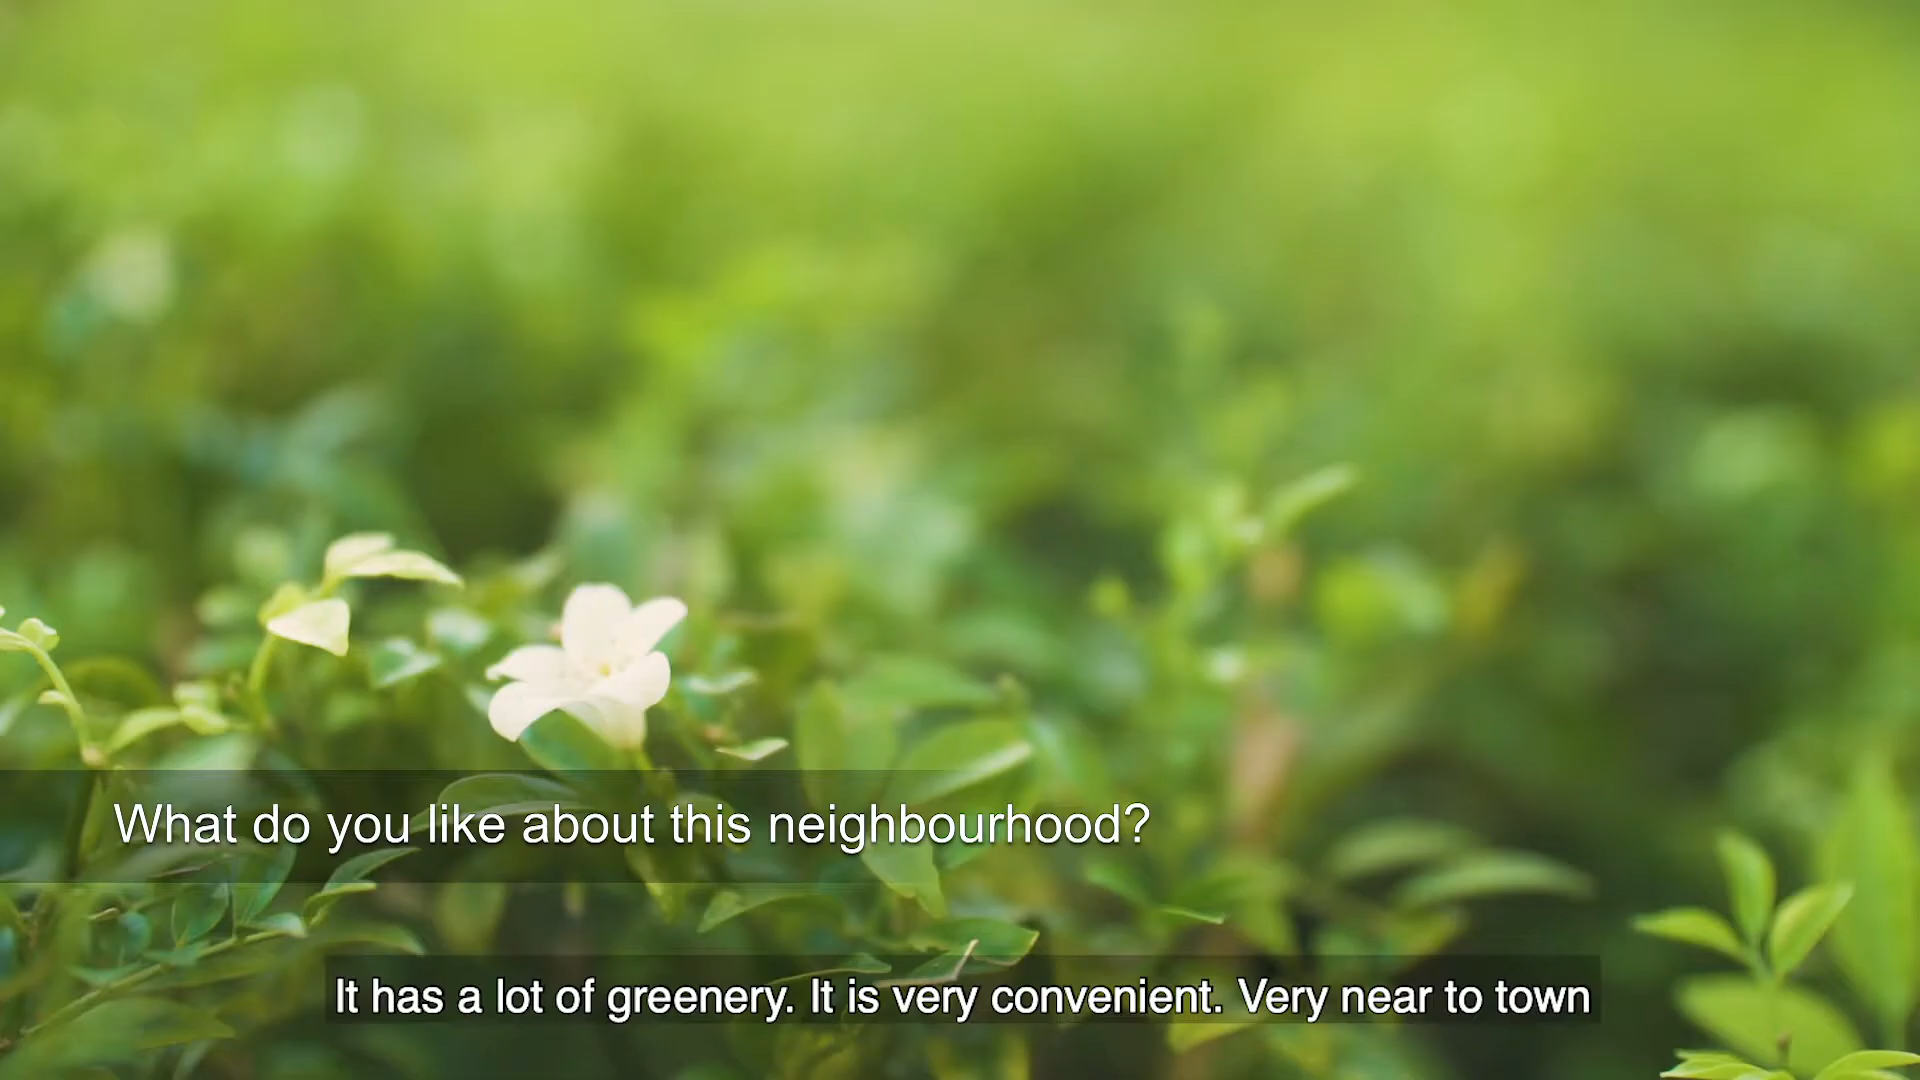 What do you like about this neighbourhood?
It has a lot of greenery. It is very convenient. Very near to town